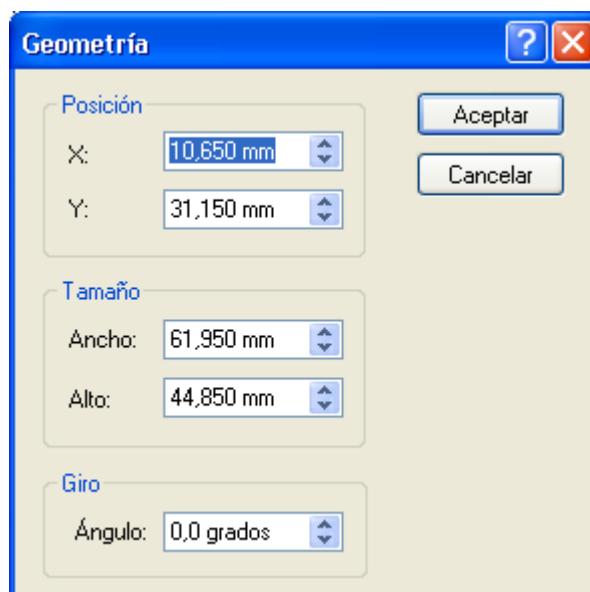 Geometría
Posición
X: 10,650 mm
Y: 31,150 mm
Aceptar
Cancelar
Tamaño
Ancho: 61,950 mm
Alto: 44,850 mm
Giro
Ángulo: 0,0 grados